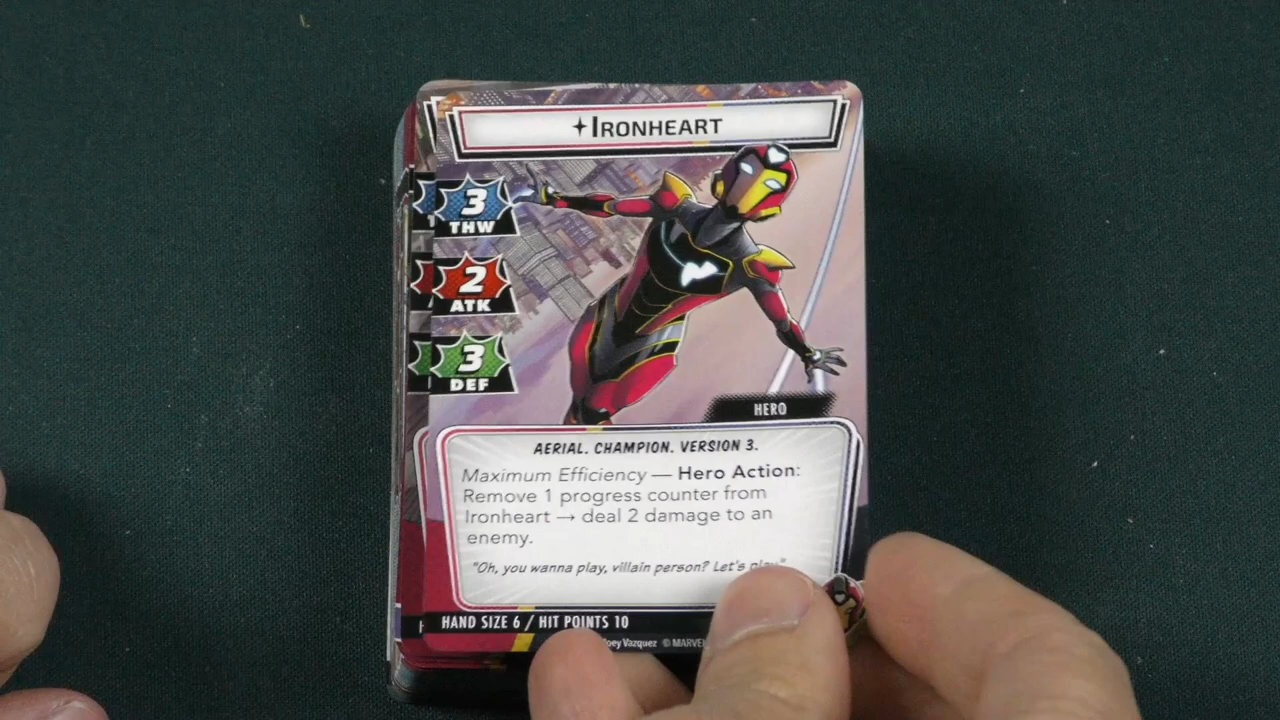 IRONHEART
3
THW
2
ATK
3
DEF
HERO
AERIAL. CHAMPION. VERSION 3.
Maximum Efficiency — Hero Action:
Remove 1 progress counter from
Ironheart → deal 2 damage to an
enemy.
"Oh, you wanna play, villain person? Let's play."
HAND SIZE 6 / HIT POINTS 10
Joey Vazquez © MARVEL